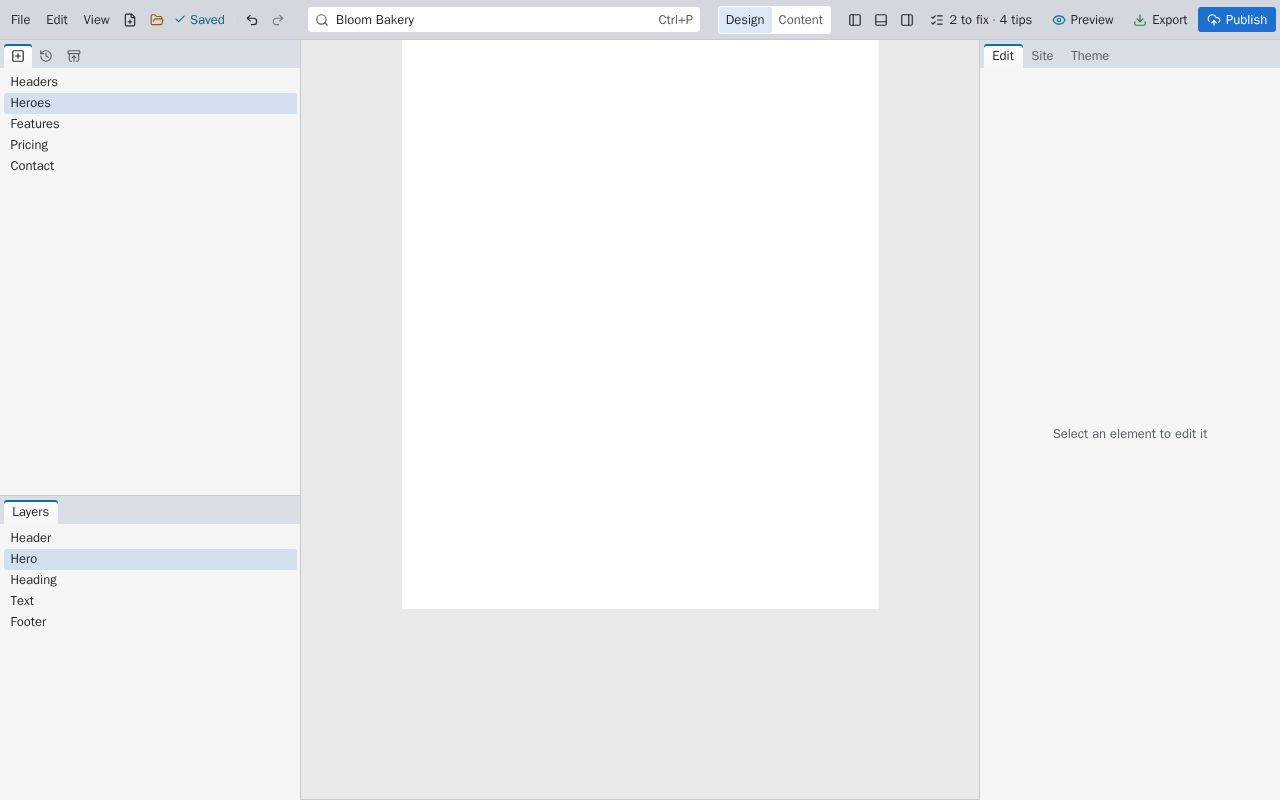 File Edit View Saved Bloom Bakery Ctrl+P Design Content 2 to fix · 4 tips Preview Export Publish
Headers
Heroes
Features
Pricing
Contact
Layers
Header
Hero
Heading
Text
Footer
Edit Site Theme
Select an element to edit it